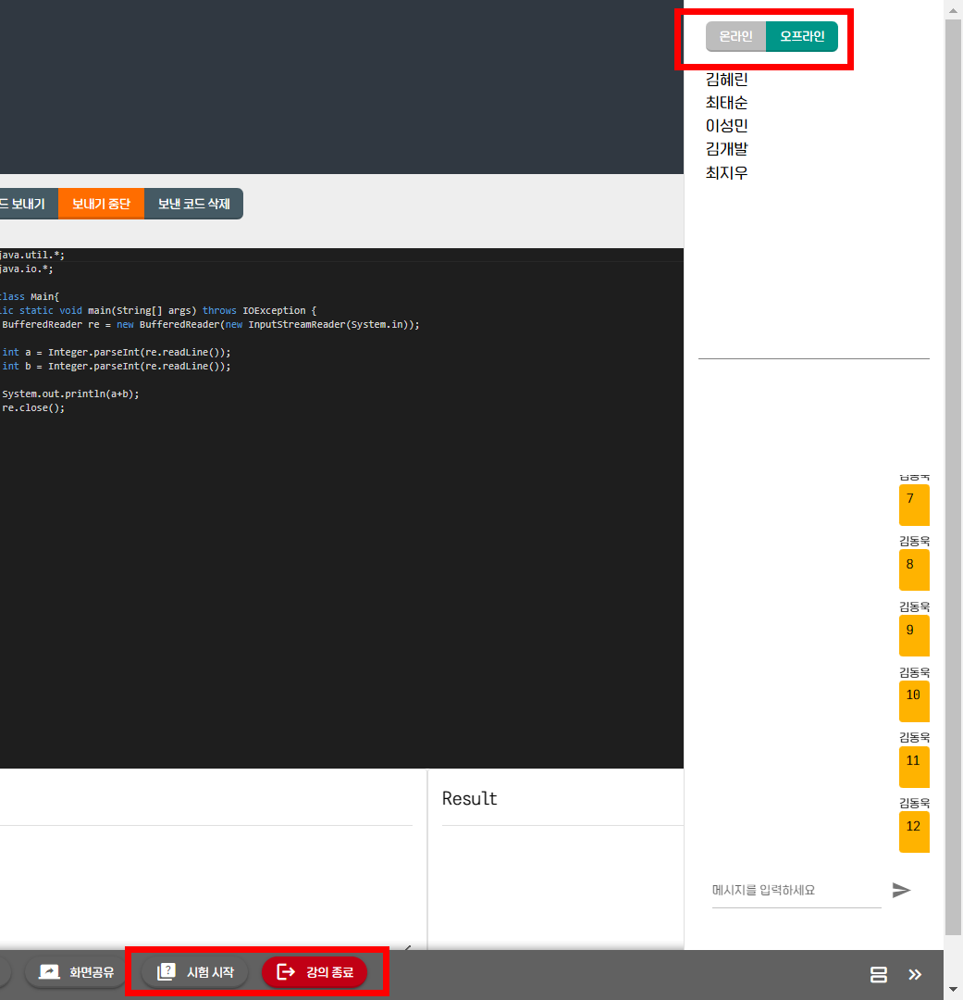 온라인 오프라인
김혜린
최태순
이성민
김개발
최지우
드 보내기 보내기 중단 보낸 코드 삭제
java.util.*;
java.io.*;
class Main{
lic static void main(String[] args) throws IOException {
BufferedReader re = new BufferedReader(new InputStreamReader(System.in));
int a = Integer.parseInt(re.readLine());
int b = Integer.parseInt(re.readLine());
System.out.println(a+b);
re.close();
김동욱
7
김동욱
8
김동욱
9
김동욱
10
김동욱
11
김동욱
12
Result
메시지를 입력하세요
화면공유 시험 시작 강의 종료